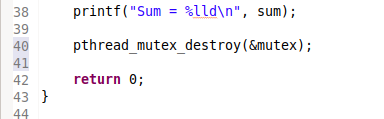 38 printf("Sum = %lld\n", sum);
39
40 pthread_mutex_destroy(&mutex);
41
42 return 0;
43 }
44